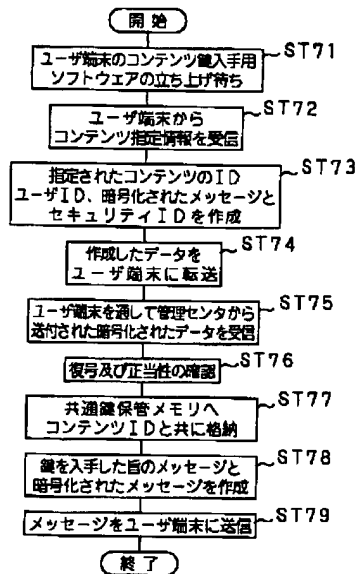 開始
ユーザ端末のコンテンツ鍵入手用
ソフトウェアの立ち上げ待ち
ST71
ユーザ端末から
コンテンツ指定情報を受信
ST72
指定されたコンテンツのID
ユーザID、暗号化されたメッセージと
セキュリティIDを作成
ST73
作成したデータを
ユーザ端末に転送
ST74
ユーザ端末を通して管理センタから
送付された暗号化されたデータを受信
ST75
復号及び正当性の確認
ST76
共通鍵保管メモリへ
コンテンツIDと共に格納
ST77
鍵を入手した旨のメッセージと
暗号化されたメッセージを作成
ST78
メッセージをユーザ端末に送信
ST79
終了